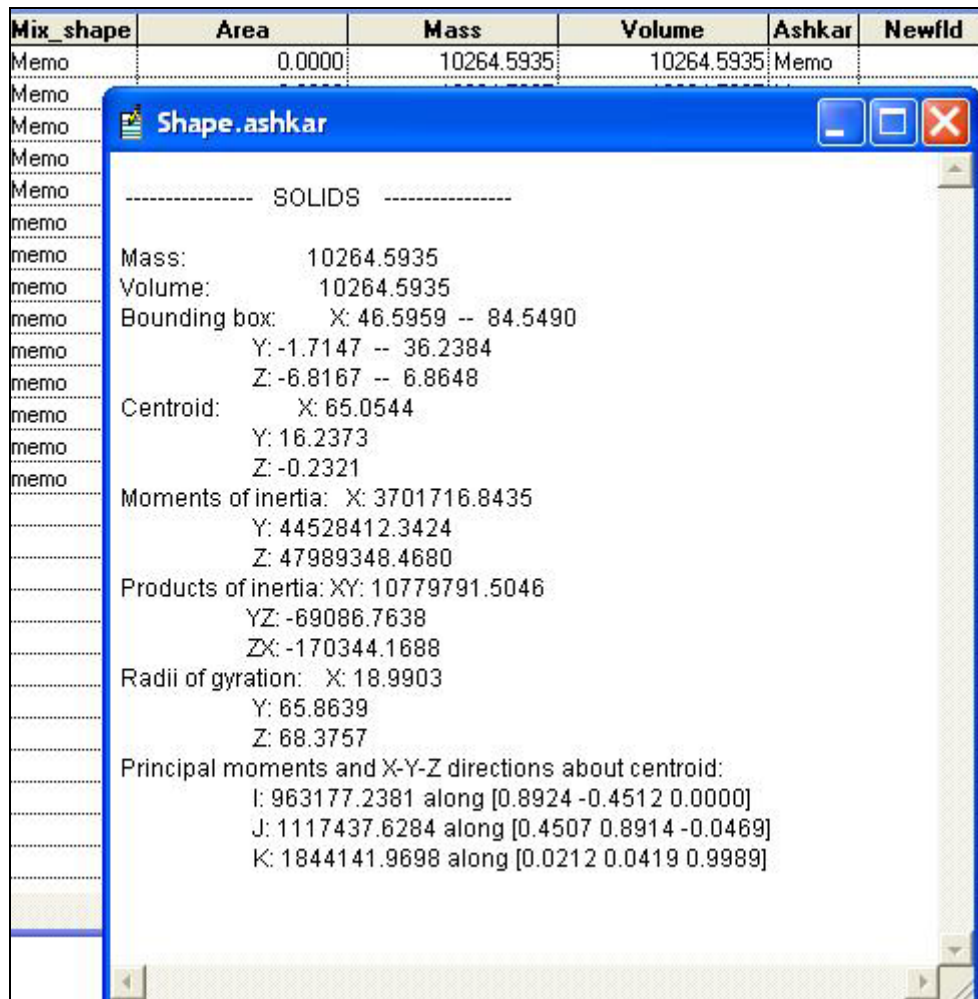 Mix_shape Area Mass Volume Ashkar Newfld
Memo 0.0000 10264.5935 10264.5935 Memo
Memo
Memo
Memo
Memo
memo
memo
memo
memo
memo
memo
memo
memo
memo
Shape.ashkar
---------------- SOLIDS ----------------
Mass: 10264.5935
Volume: 10264.5935
Bounding box: X: 46.5959 -- 84.5490
Y: -1.7147 -- 36.2384
Z: -6.8167 -- 6.8648
Centroid: X: 65.0544
Y: 16.2373
Z: -0.2321
Moments of inertia: X: 3701716.8435
Y: 44528412.3424
Z: 47989348.4680
Products of inertia: XY: 10779791.5046
YZ: -69086.7638
ZX: -170344.1688
Radii of gyration: X: 18.9903
Y: 65.8639
Z: 68.3757
Principal moments and X-Y-Z directions about centroid:
I: 963177.2381 along [0.8924 -0.4512 0.0000]
J: 1117437.6284 along [0.4507 0.8914 -0.0469]
K: 1844141.9698 along [0.0212 0.0419 0.9989]